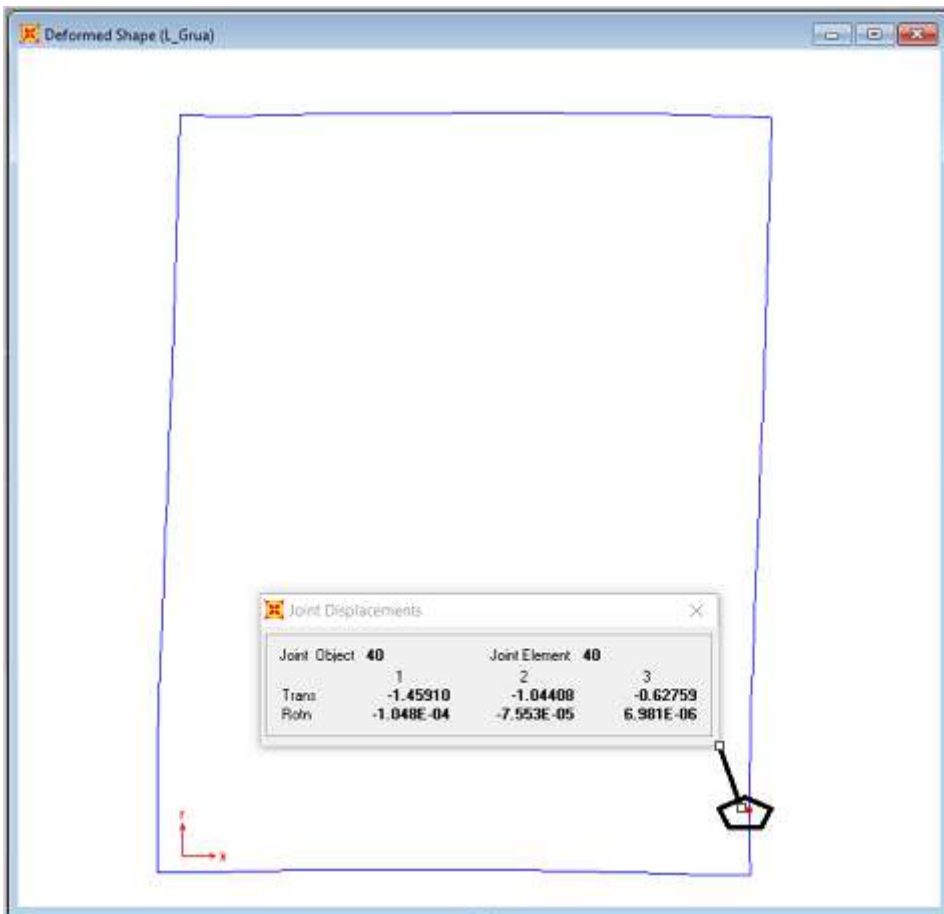 Deformed Shape (L_Grua)
Joint Displacements
Joint Object 40 Joint Element 40
1 2 3
Trans -1.45910 -1.04408 -0.62759
Rotn -1.048E-04 -7.553E-05 6.981E-06
Y
X